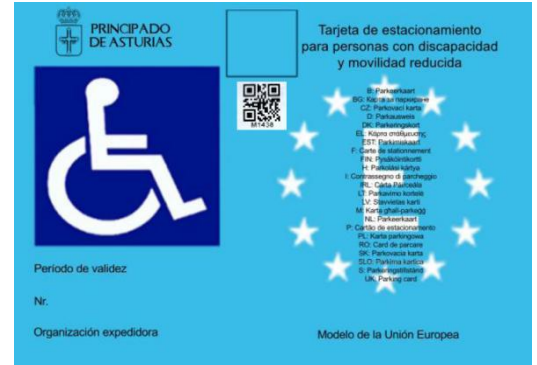 PRINCIPADO
DE ASTURIAS
Tarjeta de estacionamiento
para personas con discapacidad
y movilidad reducida
M1438
B: Parkeerkaart
BG: Карта за паркиране
CZ: Parkovací karta
D: Parkausweis
DK: Parkeringskort
EL: Κάρτα στάθμευσης
EST: Parkimiskaart
F: Carte de stationnement
FIN: Pysäköintikortti
H: Parkolási kártya
I: Contrassegno di parcheggio
IRL: Cárta Páircéala
LT: Parkavimo kortelė
LV: Stāvvietas karti
M: Karta għall-parkeġġ
NL: Parkeerkaart
P: Cartão de estacionamento
PL: Karta parkingowa
RO: Card de parcare
SK: Parkovacia karta
SLO: Parkirna kartica
S: Parkeringstillstånd
UK: Parking card
Período de validez
Nr.
Organización expedidora
Modelo de la Unión Europea